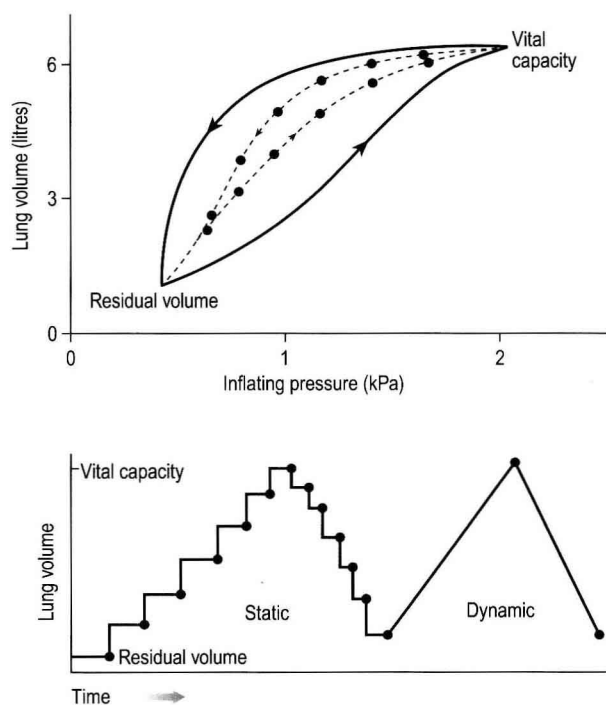 6
3
0
Lung volume (litres)
Vital
capacity
Residual volume
0
1
2
Inflating pressure (kPa)
Vital capacity
Lung volume
Static
Dynamic
Residual volume
Time